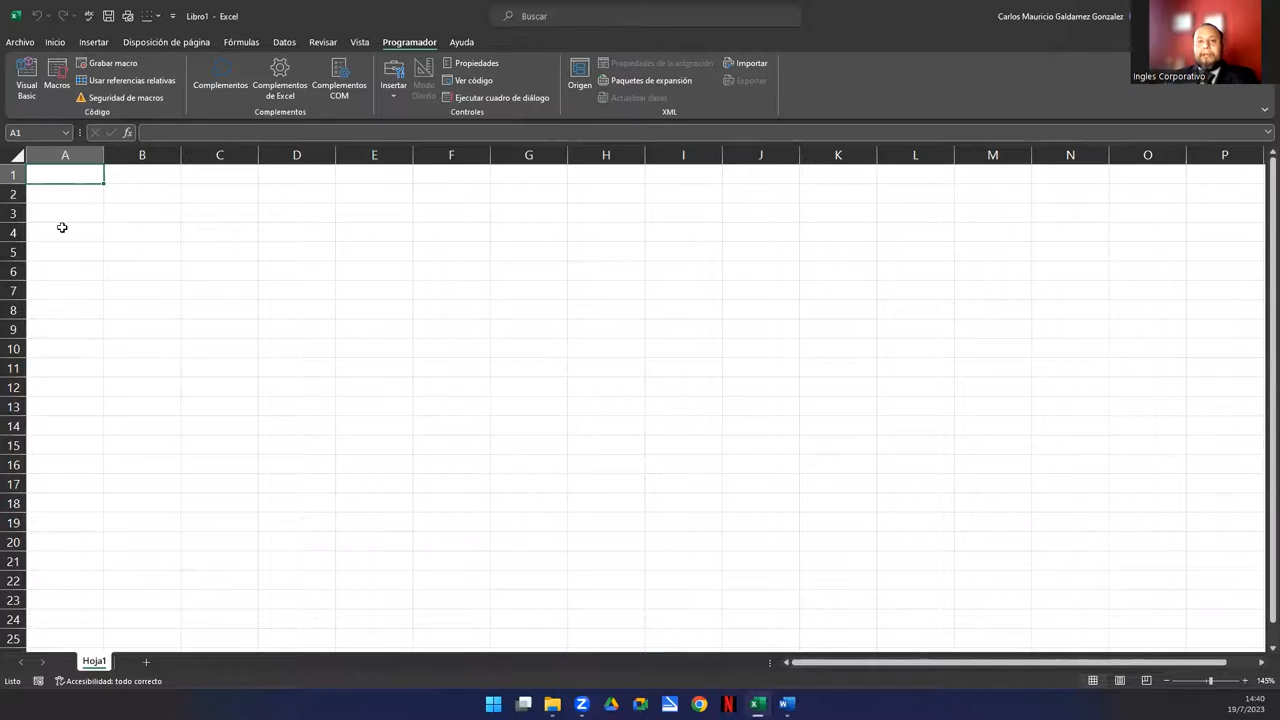 Libro1 - Excel
Buscar
Carlos Mauricio Galdamez Gonzalez
Archivo Inicio Insertar Disposición de página Fórmulas Datos Revisar Vista Programador Ayuda
Visual Basic
Macros
Grabar macro
Usar referencias relativas
Seguridad de macros
Código
Complementos
Complementos de Excel
Complementos COM
Complementos
Insertar
Modo Diseño
Propiedades
Ver código
Ejecutar cuadro de diálogo
Controles
Origen
Propiedades de la asignación
Paquetes de expansión
Actualizar datos
Importar
Exportar
XML
Ingles Corporativo
A1
fx
A B C D E F G H I J K L M N O P
1
2
3
4
5
6
7
8
9
10
11
12
13
14
15
16
17
18
19
20
21
22
23
24
25
Hoja1
Listo
Accesibilidad: todo correcto
145%
14:40
19/7/2023